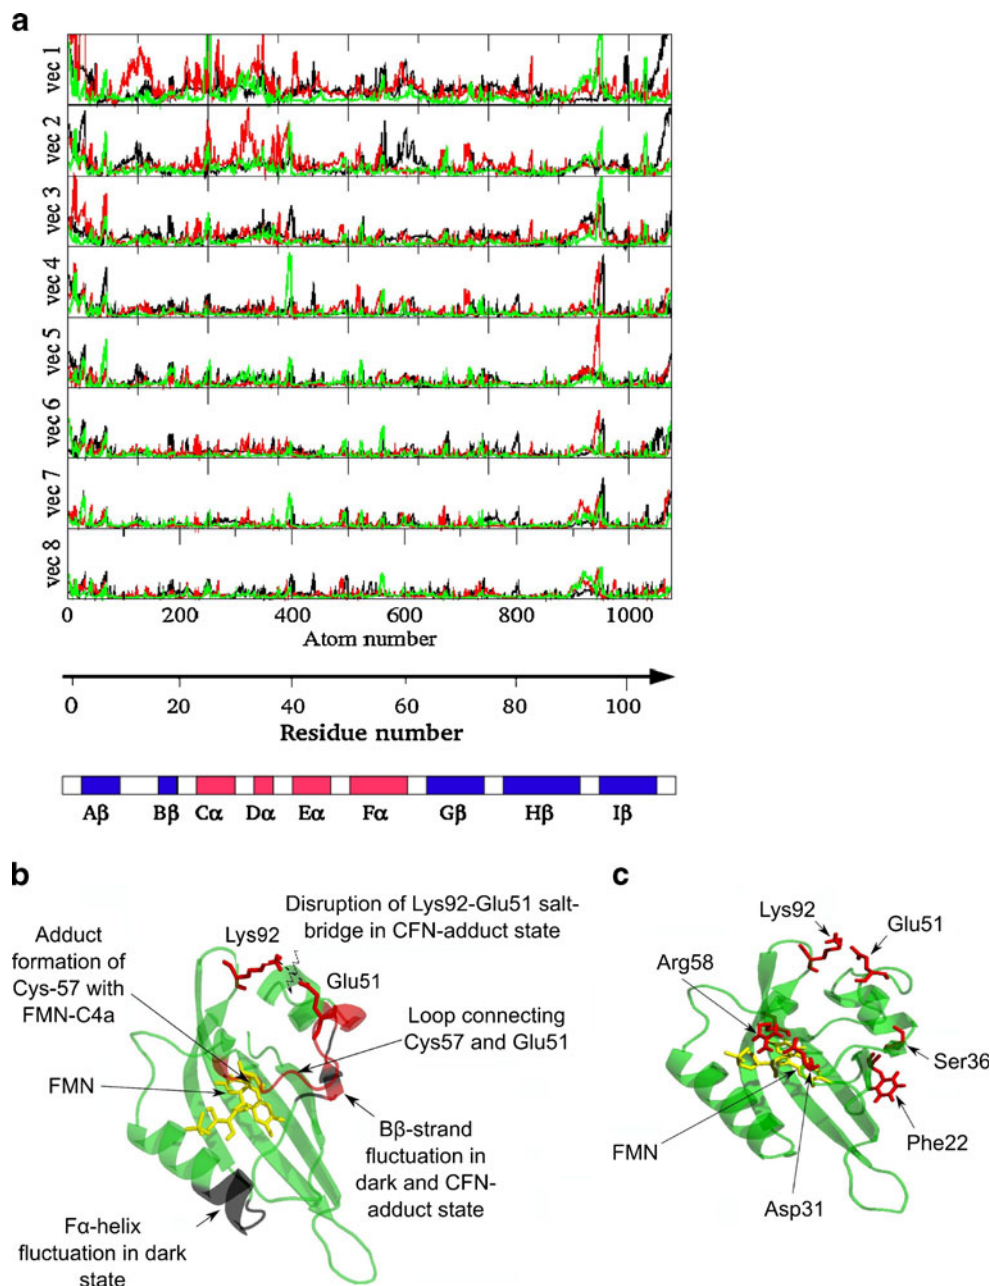 a
vec 1
vec 2
vec 3
vec 4
vec 5
vec 6
vec 7
vec 8
0 200 400 600 800 1000
Atom number
0 20 40 60 80 100
Residue number
Aβ Bβ Cα Dα Eα Fα Gβ Hβ Iβ
b
Adduct
formation of
Cys-57 with
FMN-C4a
Lys92
Disruption of Lys92-Glu51 salt-
bridge in CFN-adduct state
Glu51
Loop connecting
Cys57 and Glu51
FMN
Bβ-strand
fluctuation in
dark and CFN-
adduct state
Fα-helix
fluctuation in dark
state
c
Lys92
Glu51
Arg58
Ser36
FMN
Phe22
Asp31